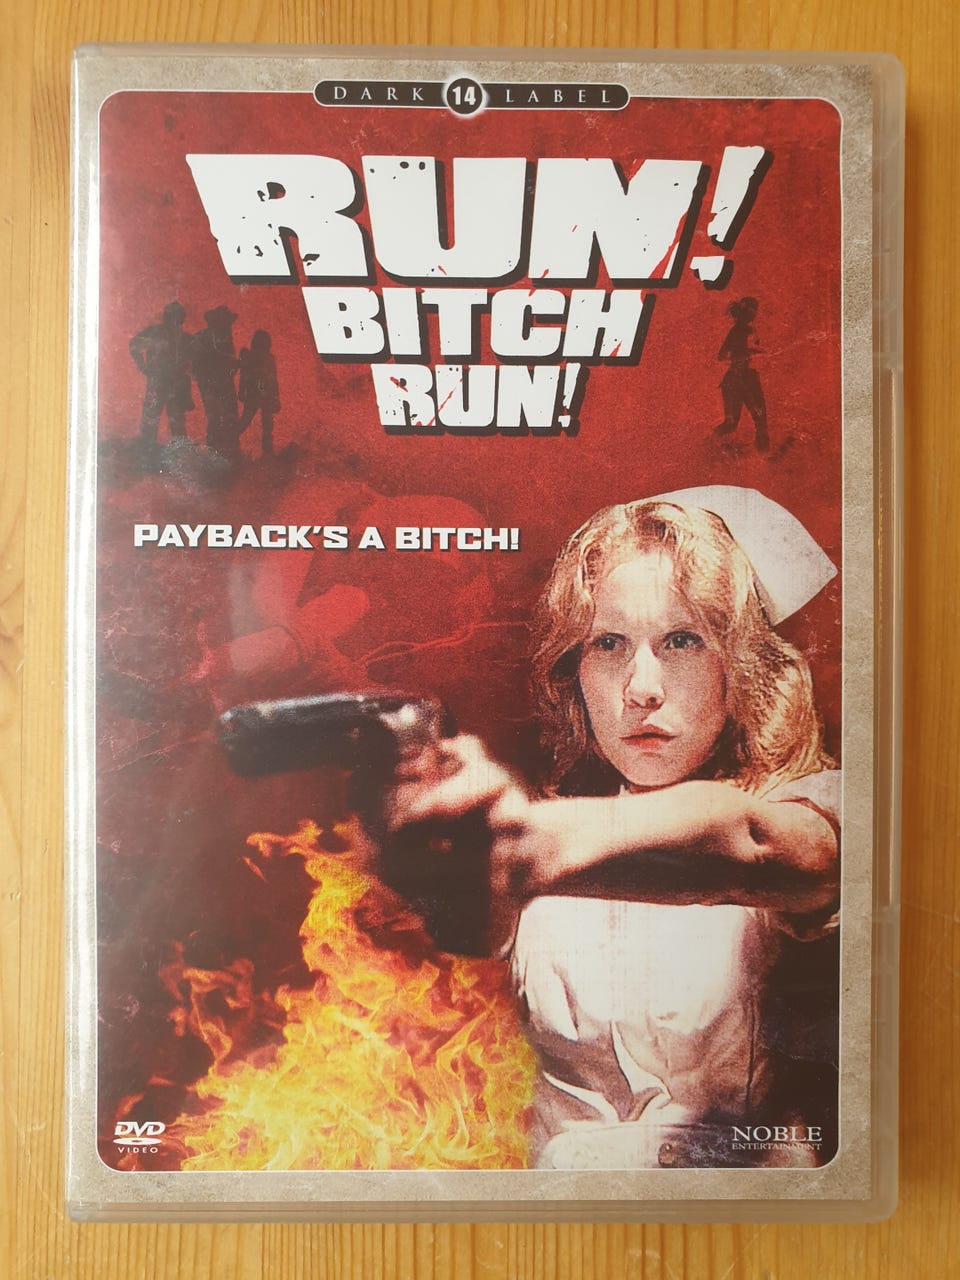 DARK 14 LABEL
RUN!
BITCH
RUN!
PAYBACK'S A BITCH!
DVD
VIDEO
NOBLE
ENTERTAINMENT